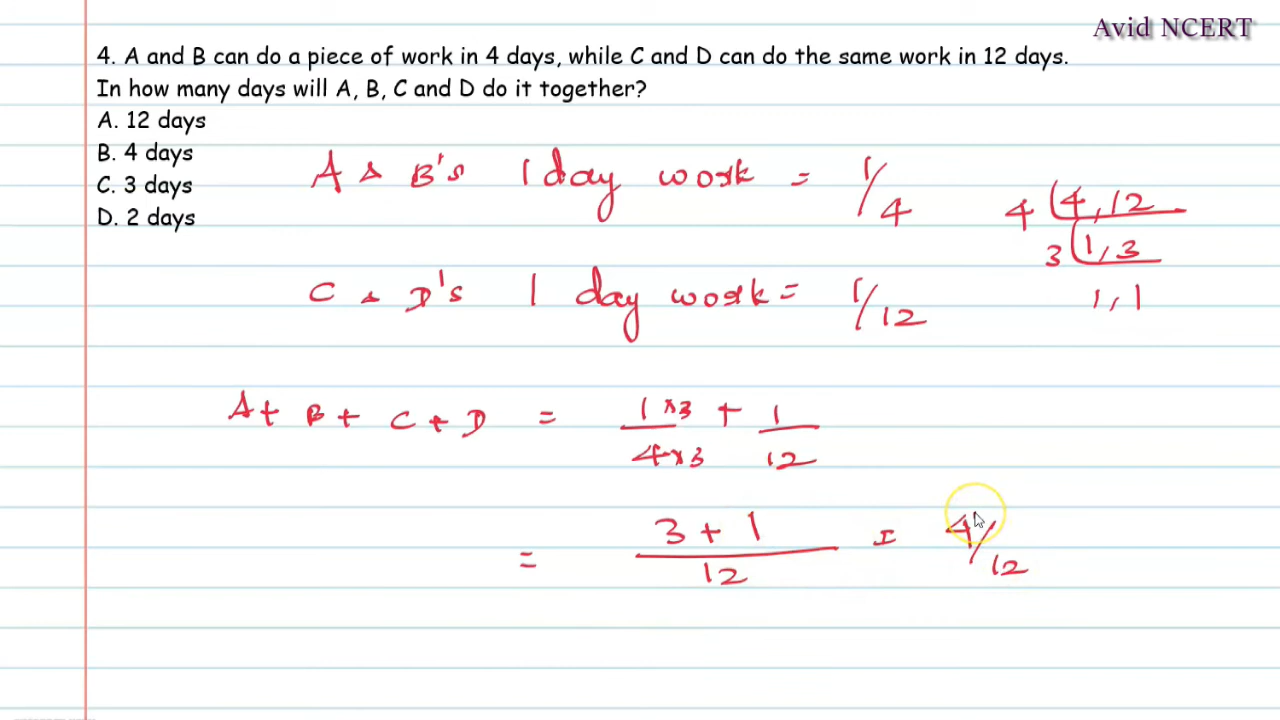 Avid NCERT
4. A and B can do a piece of work in 4 days, while C and D can do the same work in 12 days.
In how many days will A, B, C and D do it together?
A. 12 days
B. 4 days
C. 3 days
D. 2 days
A & B's 1 day work = 1/4
4 (4, 12
3 (1, 3
1, 1
C & D's 1 day work = 1/12
A + B + C + D = 1×3/4×3 + 1/12
= 3 + 1/12 = 4/12